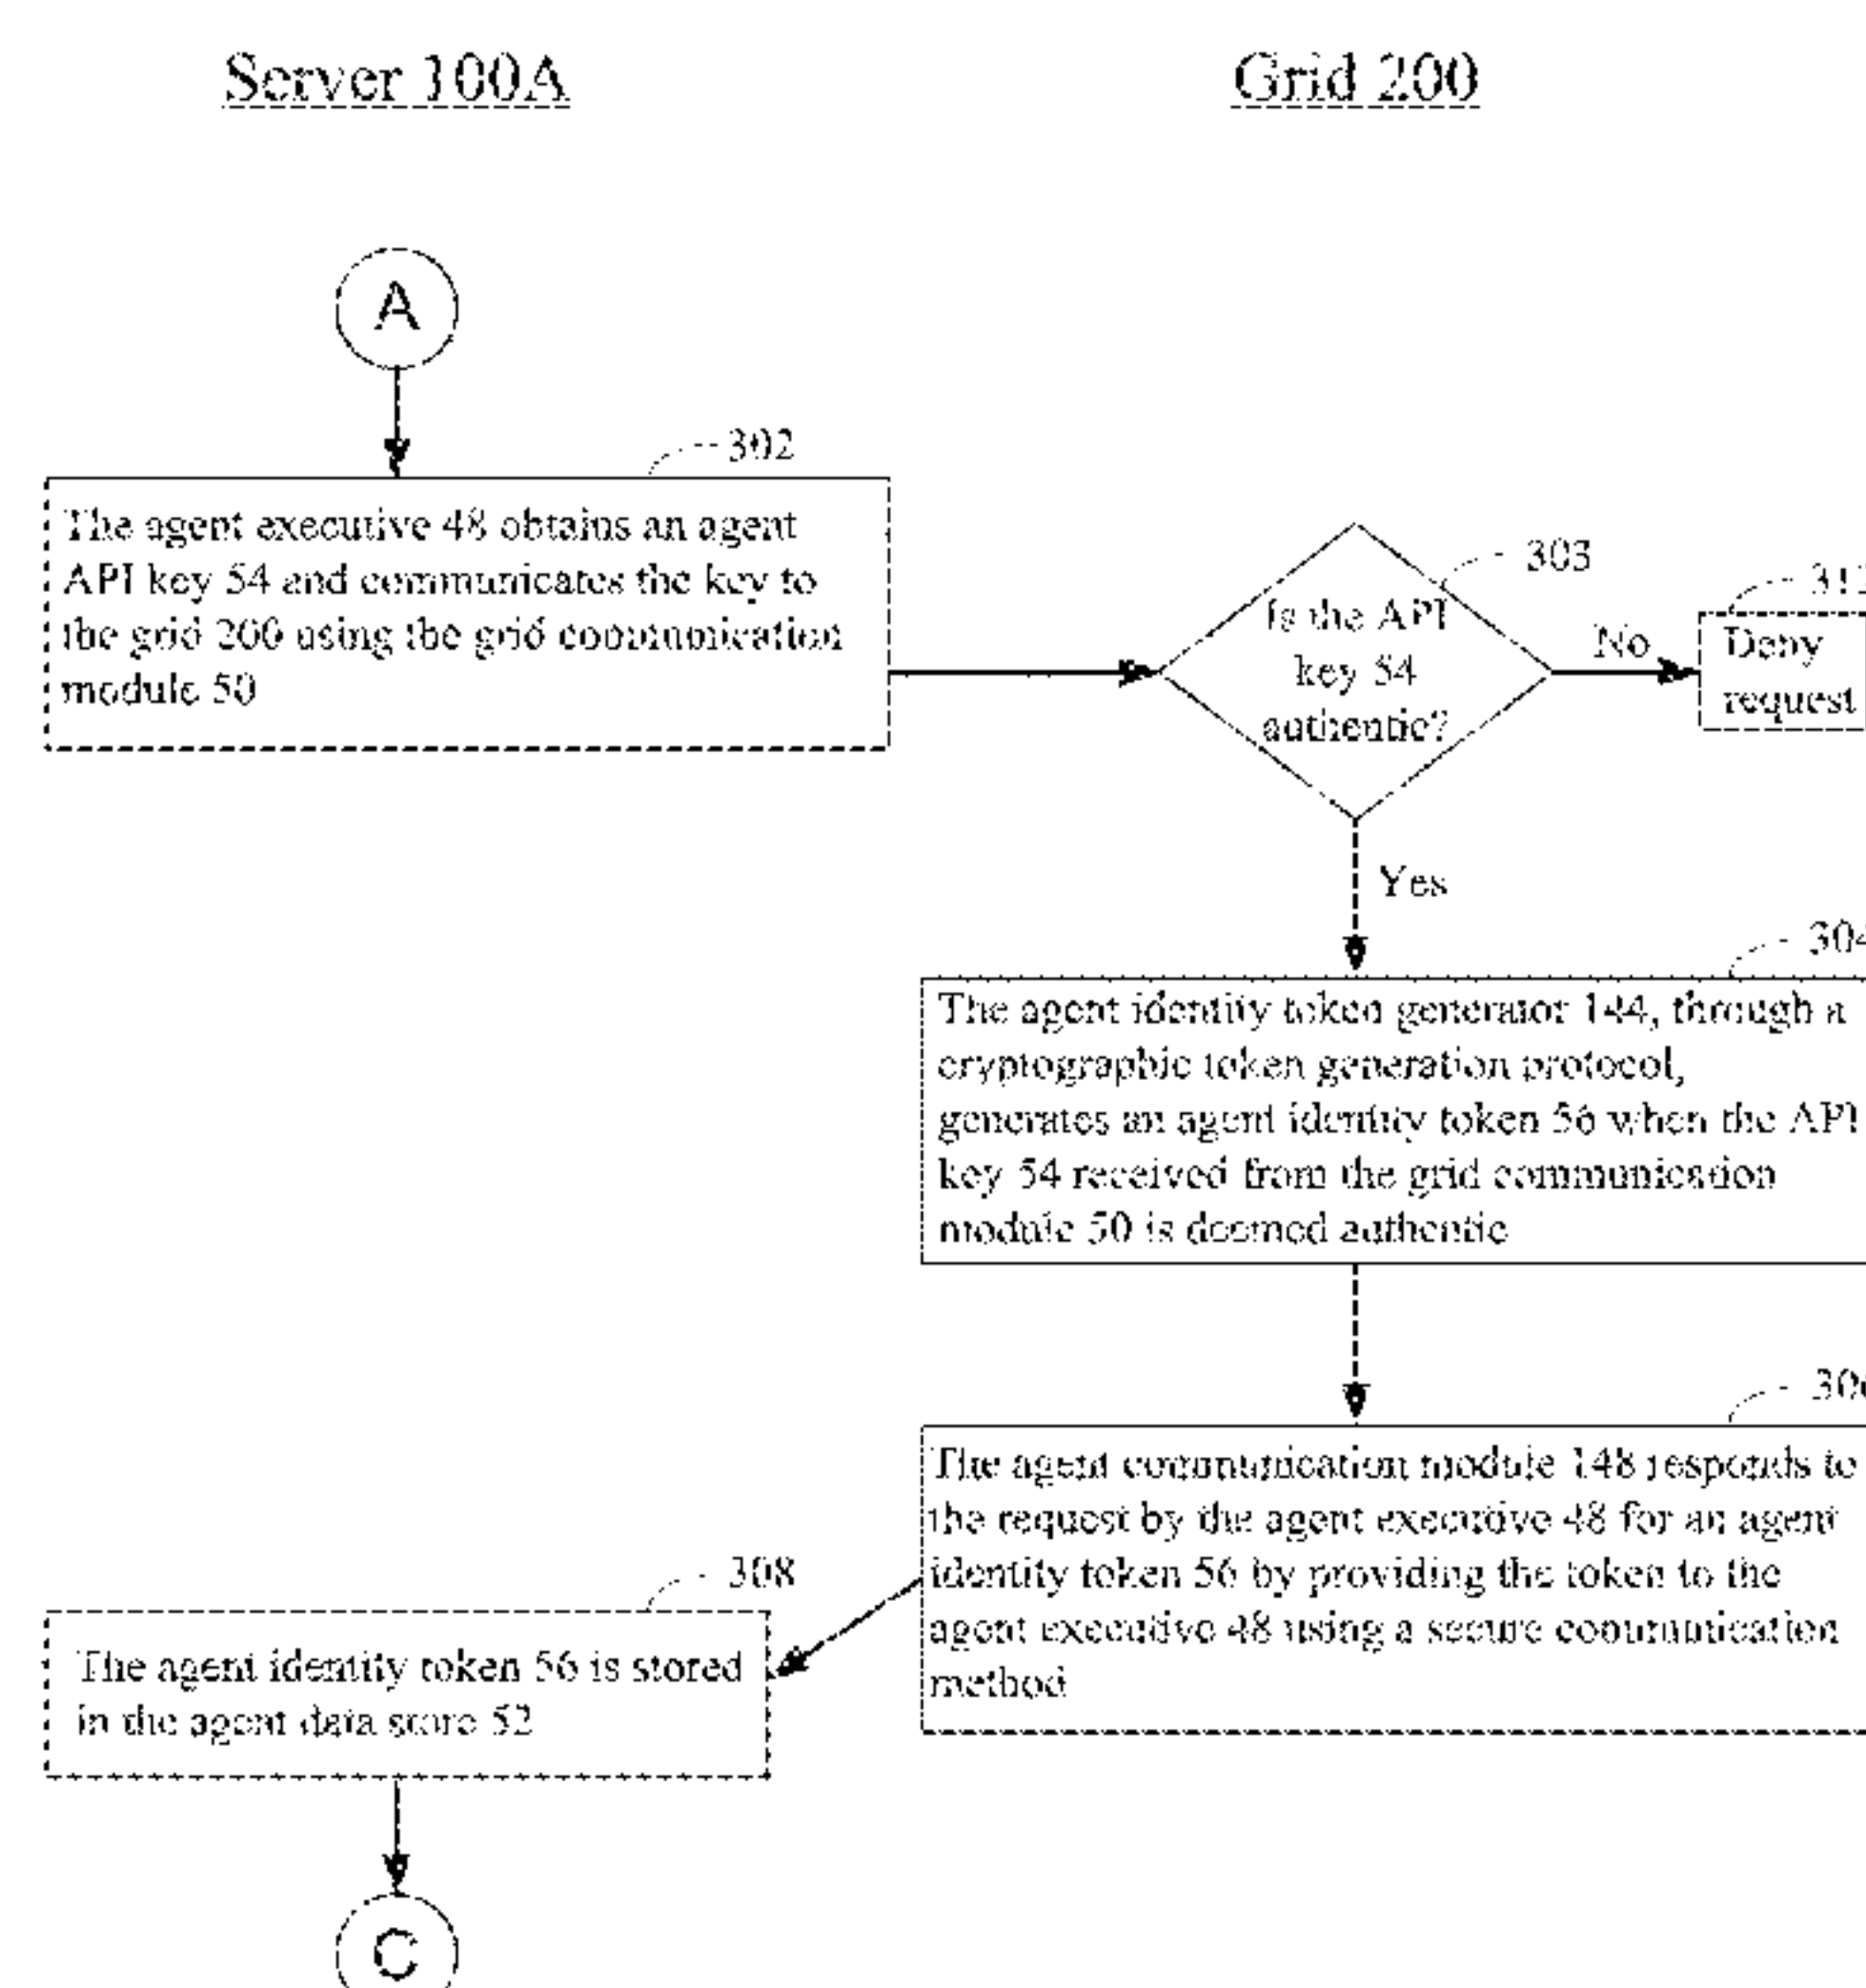 Server 100A
Grid 200
A
302
The agent executive 48 obtains an agent
API key 54 and communicates the key to
the grid 200 using the grid communication
module 50
303
Is the API
key 54
authentic?
No
Deny
request
Yes
304
The agent identity token generator 144, through a
cryptographic token generation protocol,
generates an agent identity token 56 when the API
key 54 received from the grid communication
module 50 is deemed authentic
The agent communication module 148 responds to
the request by the agent executive 48 for an agent
identity token 56 by providing the token to the
agent executive 48 using a secure communication
method
308
The agent identity token 56 is stored
in the agent data store 52
C